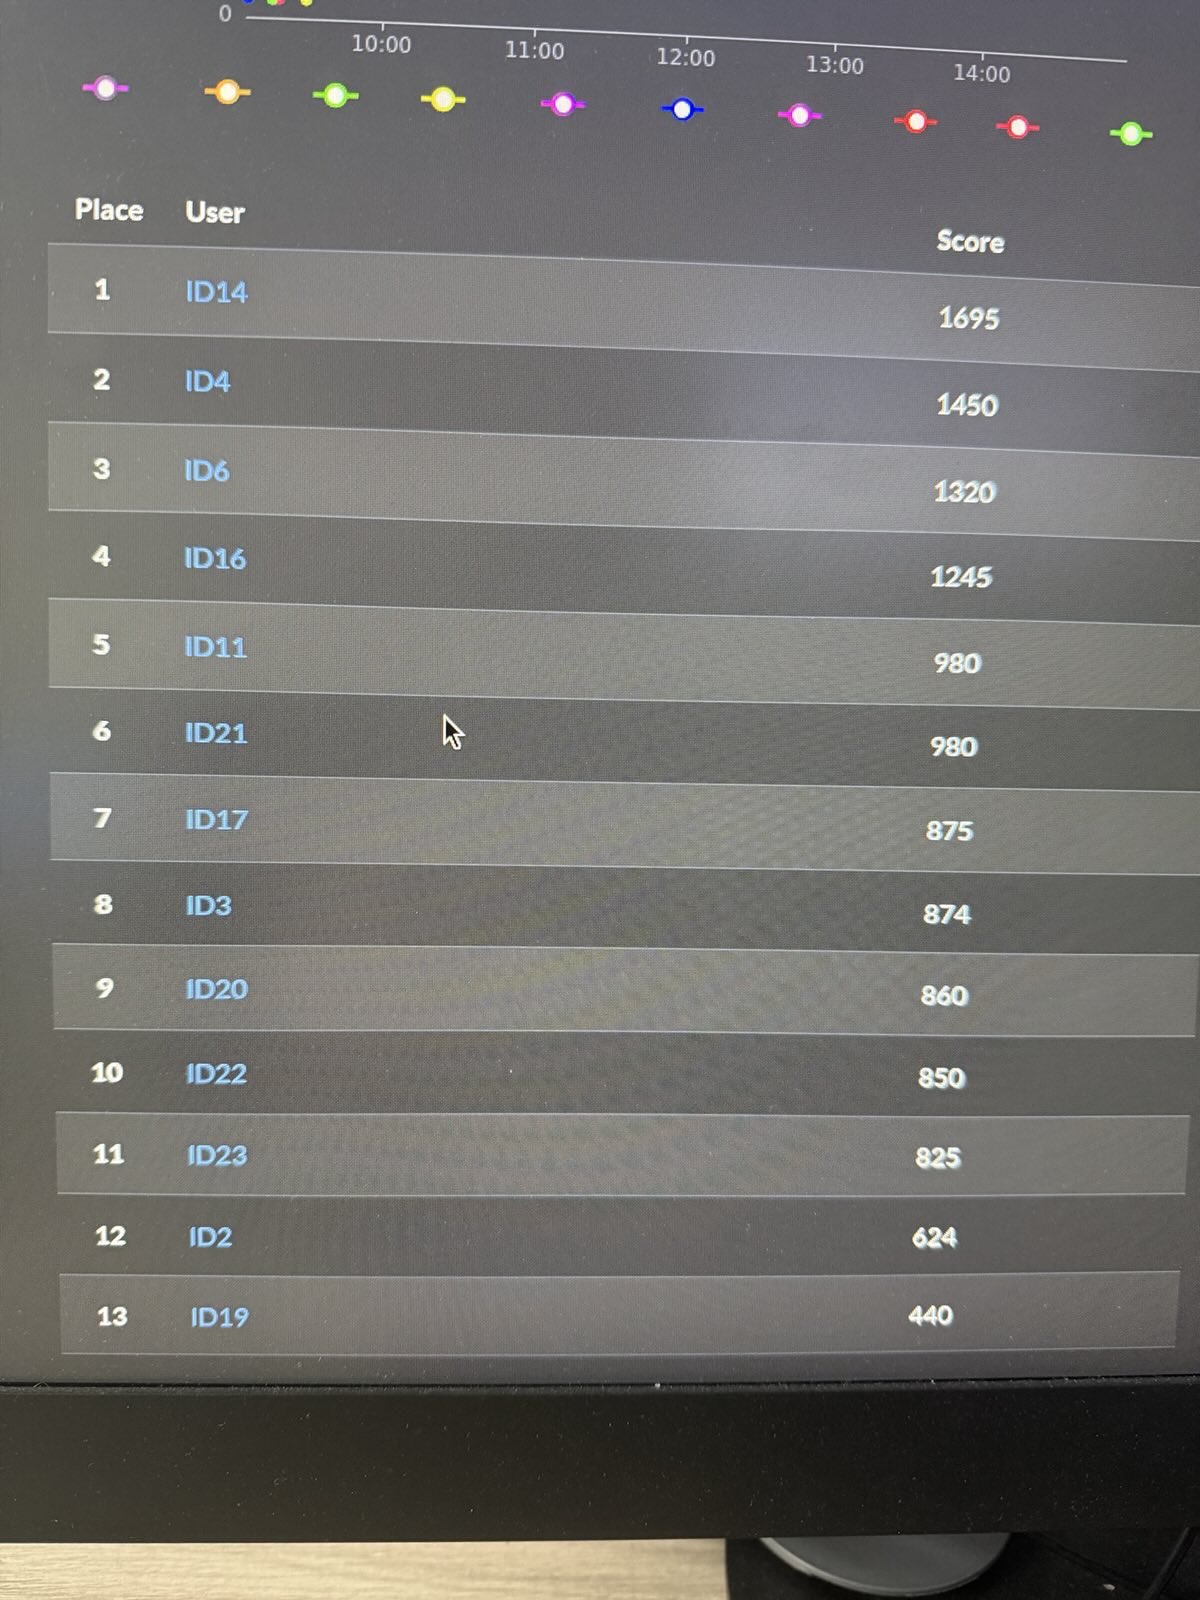 0
10:00 11:00 12:00 13:00 14:00
Place User Score
1 ID14 1695
2 ID4 1450
3 ID6 1320
4 ID16 1245
5 ID11 980
6 ID21 980
7 ID17 875
8 ID3 874
9 ID20 860
10 ID22 850
11 ID23 825
12 ID2 624
13 ID19 440